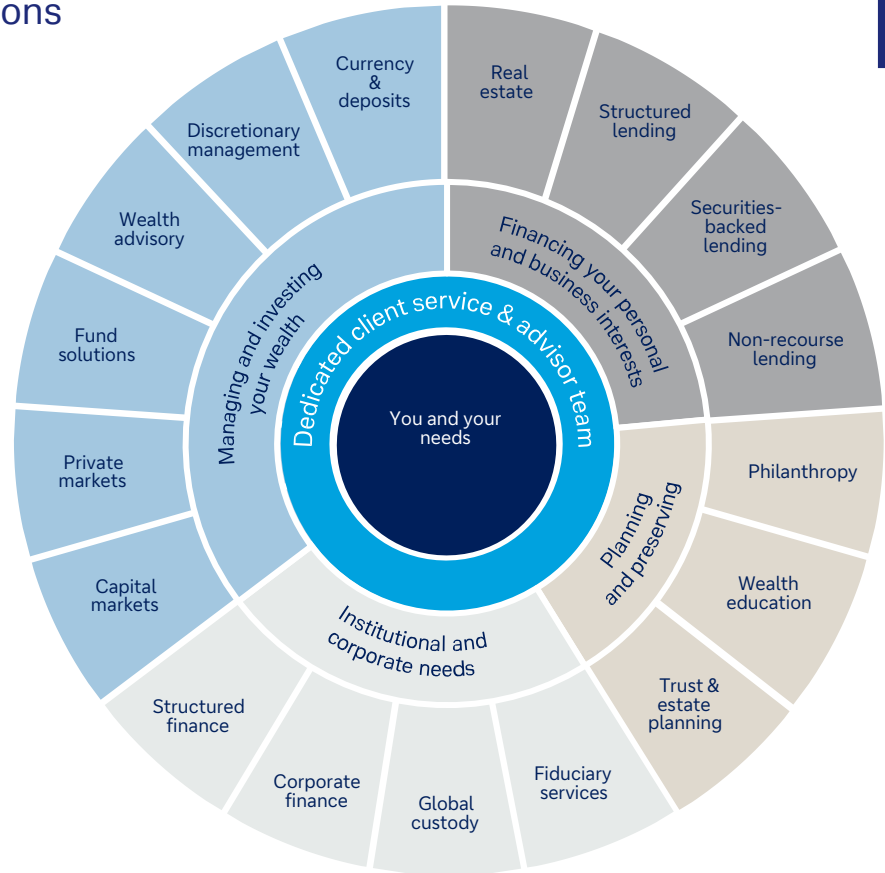 ons
Currency
&
deposits
Real
estate
Structured
lending
Securities-
backed
lending
Non-recourse
lending
Philanthropy
Wealth
education
Trust &
estate
planning
Fiduciary
services
Global
custody
Corporate
finance
Structured
finance
Capital
markets
Private
markets
Fund
solutions
Wealth
advisory
Discretionary
management
Managing and investing
your wealth
Financing your personal
and business interests
Planning
and preserving
Institutional and
corporate needs
Dedicated client service & advisor team
You and your
needs